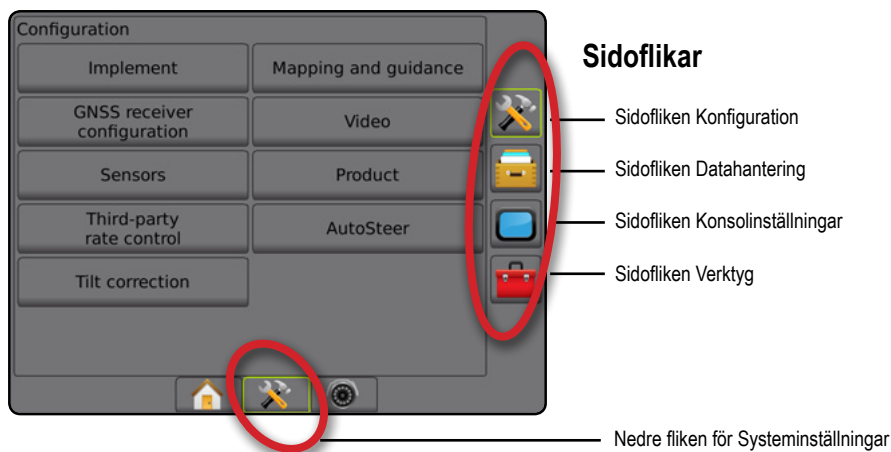 Configuration
Implement
Mapping and guidance
GNSS receiver
configuration
Video
Sensors
Product
Third-party
rate control
AutoSteer
Tilt correction
Sidoflikar
Sidofliken Konfiguration
Sidofliken Datahantering
Sidofliken Konsolinställningar
Sidofliken Verktyg
Nedre fliken för Systeminställningar